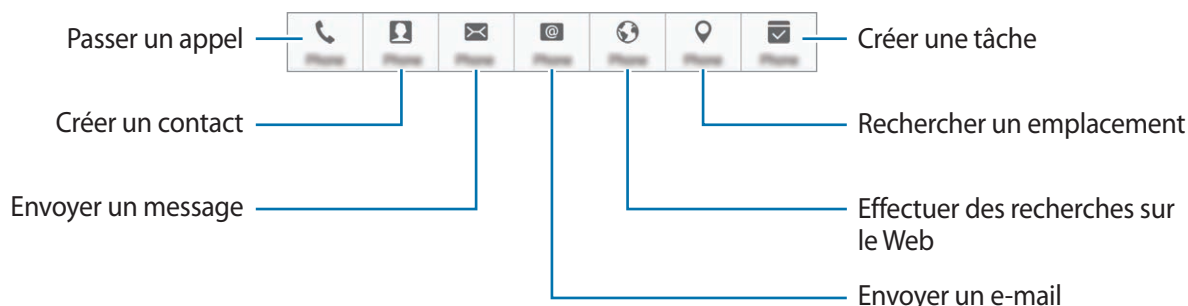 Passer un appel
Créer une tâche
Créer un contact
Rechercher un emplacement
Envoyer un message
Effectuer des recherches sur
le Web
Envoyer un e-mail